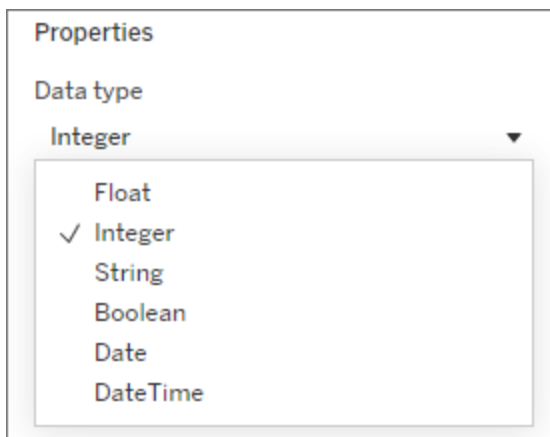 Properties
Data type
Integer
Float
Integer
String
Boolean
Date
DateTime